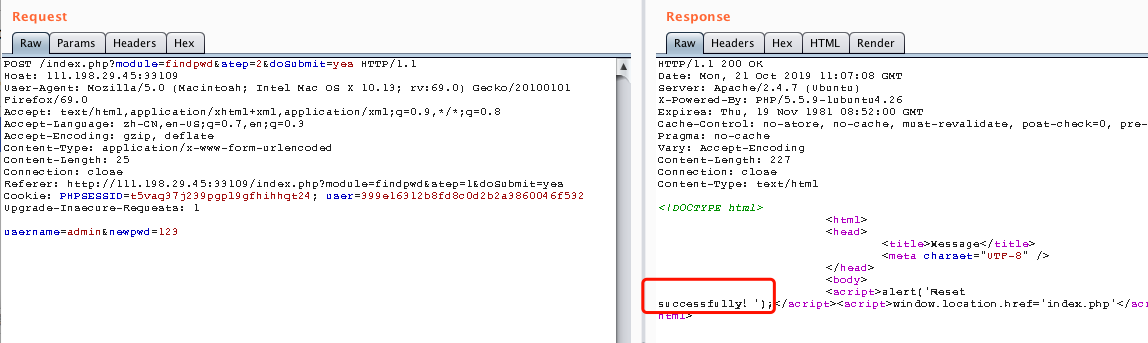 Request
Raw Params Headers Hex
POST /index.php?module=findpwd&step=2&doSubmit=yes HTTP/1.1
Host: 111.198.29.45:33109
User-Agent: Mozilla/5.0 (Macintosh; Intel Mac OS X 10.13; rv:69.0) Gecko/20100101
Firefox/69.0
Accept: text/html,application/xhtml+xml,application/xml;q=0.9,*/*;q=0.8
Accept-Language: zh-CN,en-US;q=0.7,en;q=0.3
Accept-Encoding: gzip, deflate
Content-Type: application/x-www-form-urlencoded
Content-Length: 25
Connection: close
Referer: http://111.198.29.45:33109/index.php?module=findpwd&step=1&doSubmit=yes
Cookie: PHPSESSID=t5vaq37j239pgpl9gfhihhqt24; user=399e16312b8fd8c0d2b2a3860046f532
Upgrade-Insecure-Requests: 1
username=admin&newpwd=123
Response
Raw Headers Hex HTML Render
HTTP/1.1 200 OK
Date: Mon, 21 Oct 2019 11:07:08 GMT
Server: Apache/2.4.7 (Ubuntu)
X-Powered-By: PHP/5.5.9-1ubuntu4.26
Expires: Thu, 19 Nov 1981 08:52:00 GMT
Cache-Control: no-store, no-cache, must-revalidate, post-check=0, pre-
Pragma: no-cache
Vary: Accept-Encoding
Content-Length: 227
Connection: close
Content-Type: text/html
<!DOCTYPE html>
<html>
<head>
<title>Message</title>
<meta charset="UTF-8" />
</head>
<body>
<script>alert('Reset
successfully! ');</script><script>window.location.href='index.php'</scr
html>